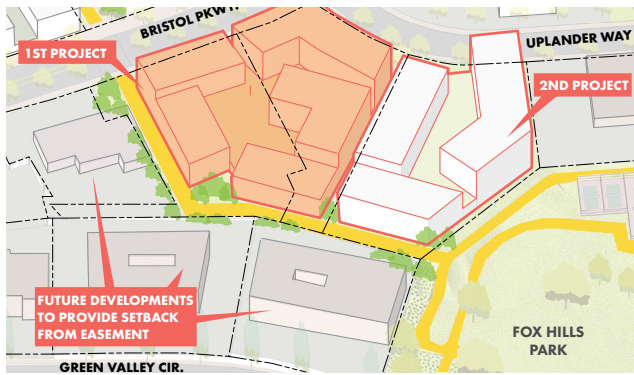 BRISTOL PKWY
UPLANDER WAY
1ST PROJECT
2ND PROJECT
FUTURE DEVELOPMENTS
TO PROVIDE SETBACK
FROM EASEMENT
FOX HILLS
PARK
GREEN VALLEY CIR.